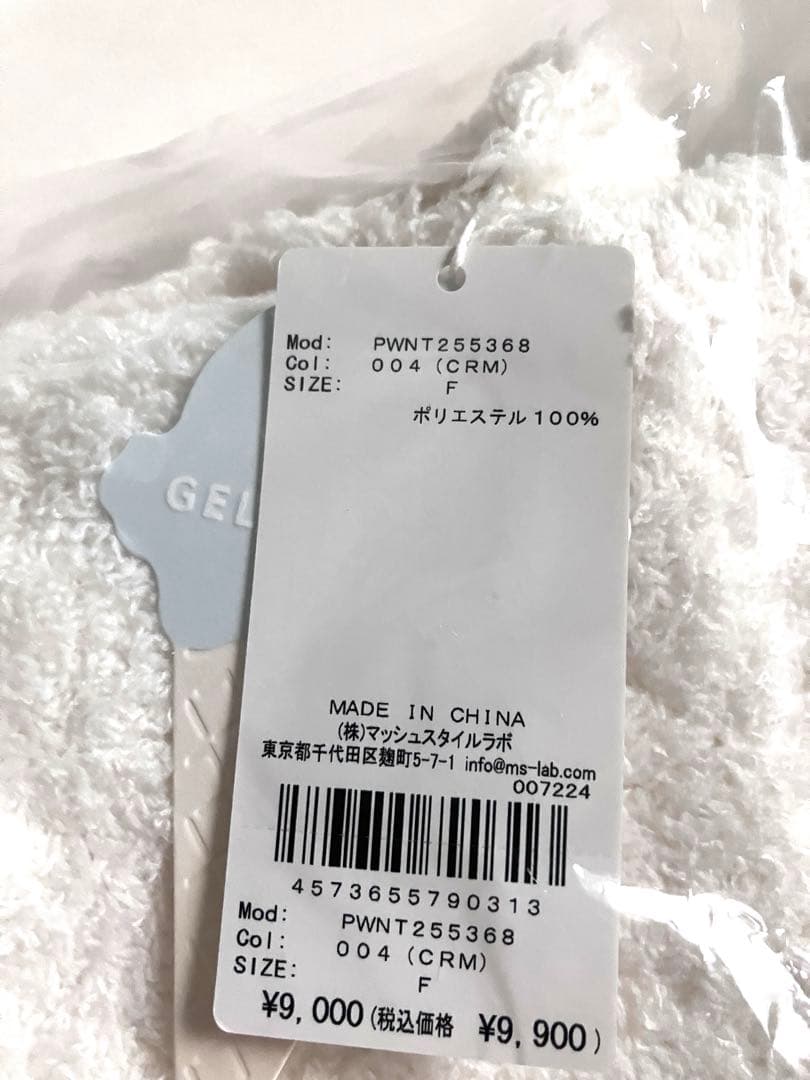 Mod: PWNT255368
Col: 004 (CRM)
SIZE: F
ポリエステル 100%
GEL
MADE IN CHINA
(株)マッシュスタイルラボ
東京都千代田区麹町5-7-1 info@ms-lab.com
007224
4573655790313
Mod: PWNT255368
Col: 004 (CRM)
SIZE: F
¥9,000 (税込価格 ¥9,900)